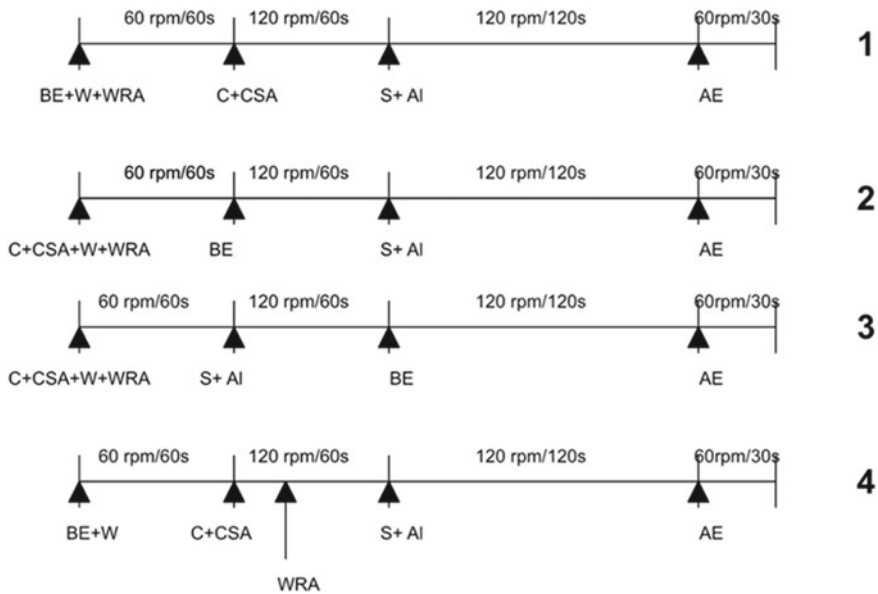 60 rpm/60s 120 rpm/60s 120 rpm/120s 60rpm/30s
1
BE+W+WRA C+CSA S+ AI AE
60 rpm/60s 120 rpm/60s 120 rpm/120s 60rpm/30s
2
C+CSA+W+WRA BE S+ AI AE
60 rpm/60s 120 rpm/60s 120 rpm/120s 60rpm/30s
3
C+CSA+W+WRA S+ AI BE AE
60 rpm/60s 120 rpm/60s 120 rpm/120s 60rpm/30s
4
BE+W C+CSA S+ AI AE
WRA